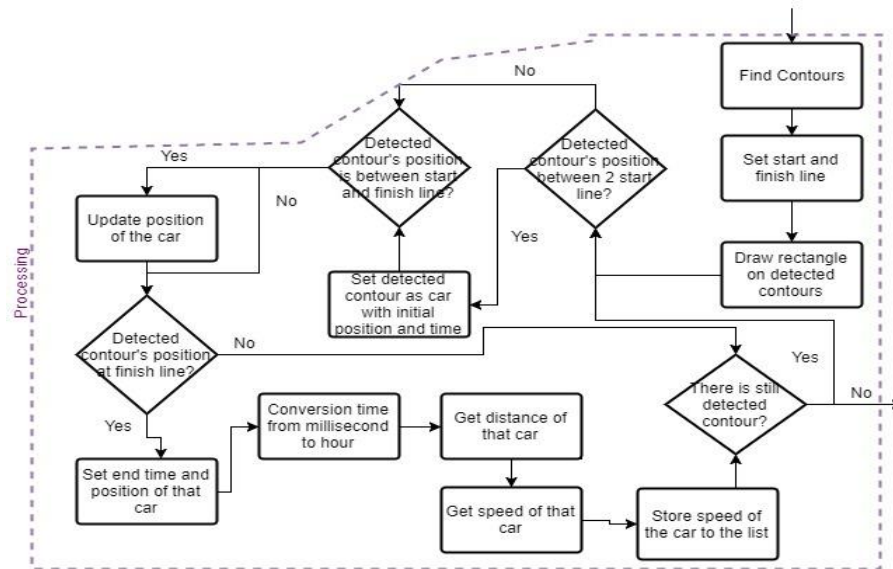 No
Find Contours
Detected
contour's position
is between start
and finish line?
Detected
contour's position
between 2 start
line?
Yes
Set start and
finish line
No
Update position
of the car
Yes
Draw rectangle
on detected
contours
Processing
Set detected
contour as car
with initial
position and time
Detected
contour's position
at finish line?
No
Yes
There is still
detected
contour?
No
Yes
Conversion time
from millisecond
to hour
Get distance of
that car
Set end time and
position of that
car
Get speed of that
car
Store speed of
the car to the list